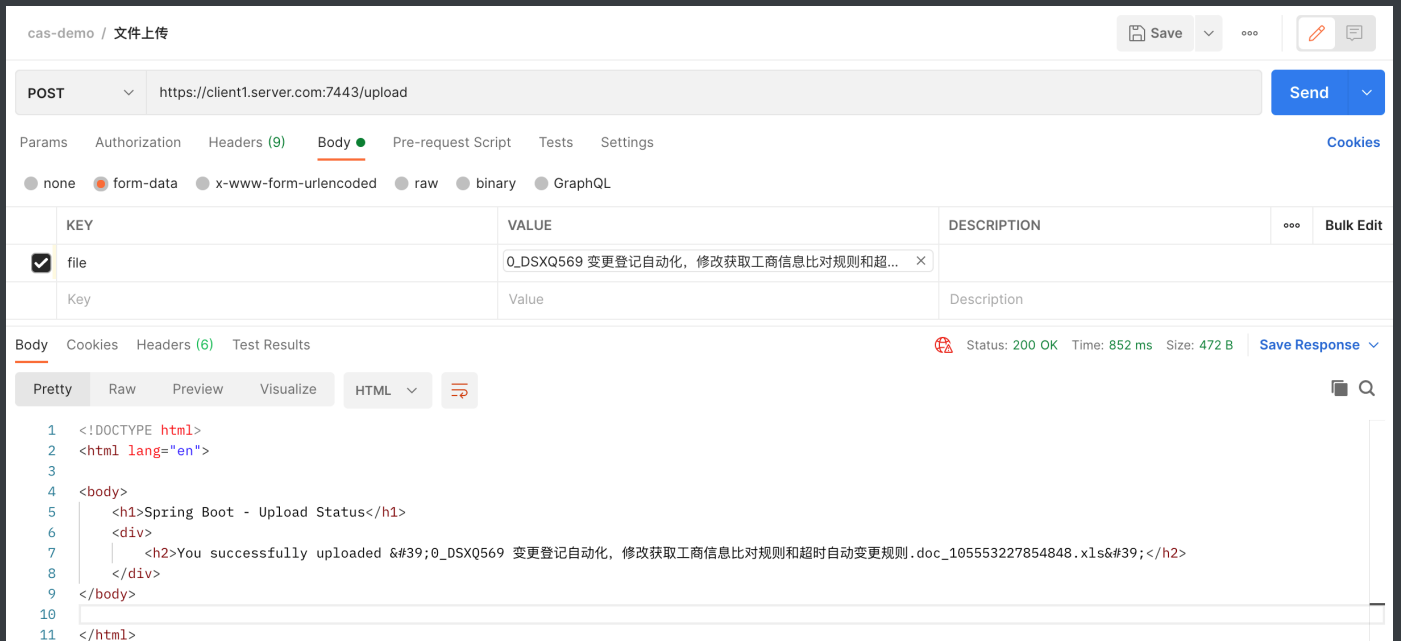 cas-demo / 文件上传
Save
POST
https://client1.server.com:7443/upload
Send
Params Authorization Headers (9) Body Pre-request Script Tests Settings Cookies
none form-data x-www-form-urlencoded raw binary GraphQL
KEY VALUE DESCRIPTION Bulk Edit
file 0_DSXQ569 变更登记自动化，修改获取工商信息比对规则和超...
Key Value Description
Body Cookies Headers (6) Test Results Status: 200 OK Time: 852 ms Size: 472 B Save Response
Pretty Raw Preview Visualize HTML
1 <!DOCTYPE html>
2 <html lang="en">
3
4 <body>
5 <h1>Spring Boot - Upload Status</h1>
6 <div>
7 <h2>You successfully uploaded &#39;0_DSXQ569 变更登记自动化，修改获取工商信息比对规则和超时自动变更规则.doc_105553227854848.xls&#39;</h2>
8 </div>
9 </body>
10
11 </html>